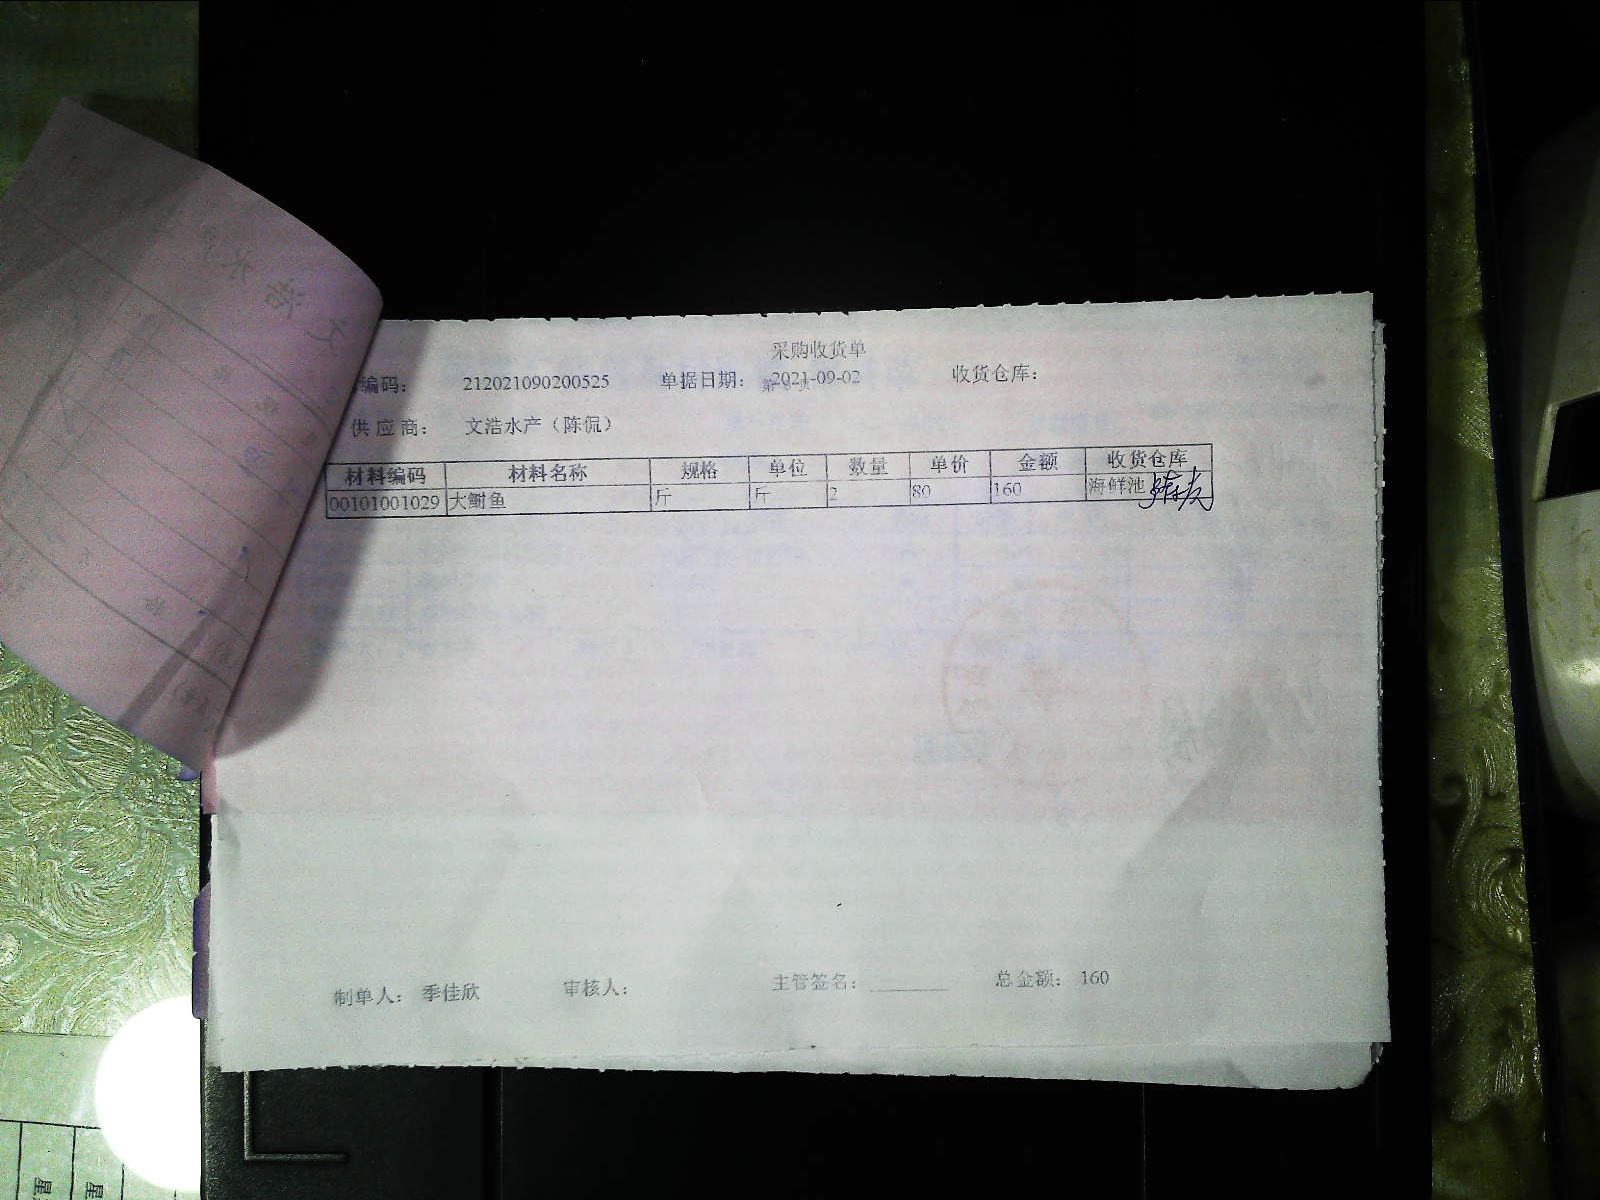 采购收货单
编码： 212021090200525 单据日期： 2021-09-02 收货仓库：
供应商： 文浩水产（陈侃）
材料编码 材料名称 规格 单位 数量 单价 金额 收货仓库
00101001029 大鲋鱼 斤 斤 2 80 160 海鲜池
制单人： 季佳欣 审核人： 主管签名： 总金额： 160